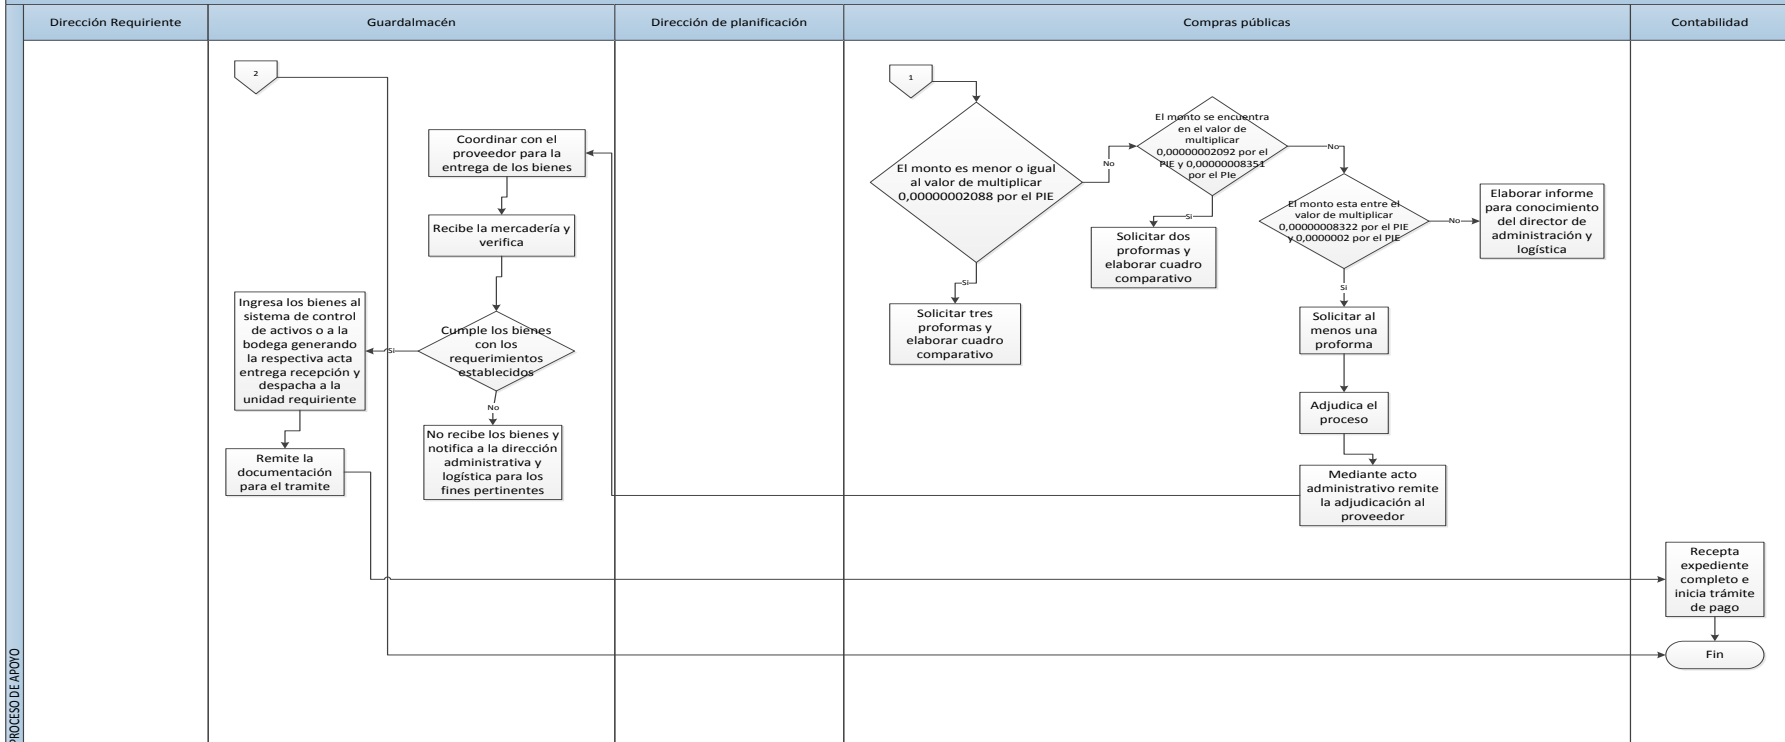 Dirección Requiriente
Guardalmacén
Dirección de planificación
Compras públicas
Contabilidad
PROCESO DE APOYO
2
Coordinar con el
proveedor para la
entrega de los bienes
Recibe la mercadería y
verifica
Cumple los bienes
con los
requerimientos
establecidos
Si
No
Ingresa los bienes al
sistema de control
de activos o a la
bodega generando
la respectiva acta
entrega recepción y
despacha a la
unidad requiriente
Remite la
documentación
para el tramite
No recibe los bienes y
notifica a la dirección
administrativa y
logística para los
fines pertinentes
1
El monto es menor o igual
al valor de multiplicar
0,00000002088 por el PIE
Si
No
Solicitar tres
proformas y
elaborar cuadro
comparativo
El monto se encuentra
en el valor de
multiplicar
0,00000002092 por el
PIE y 0,00000008351
por el PIe
Si
No
Solicitar dos
proformas y
elaborar cuadro
comparativo
El monto esta entre el
valor de multiplicar
0,00000008322 por el PIE
y 0,0000002 por el PIE
No
Si
Elaborar informe
para conocimiento
del director de
administración y
logística
Solicitar al
menos una
proforma
Adjudica el
proceso
Mediante acto
administrativo remite
la adjudicación al
proveedor
Recepta
expediente
completo e
inicia trámite
de pago
Fin